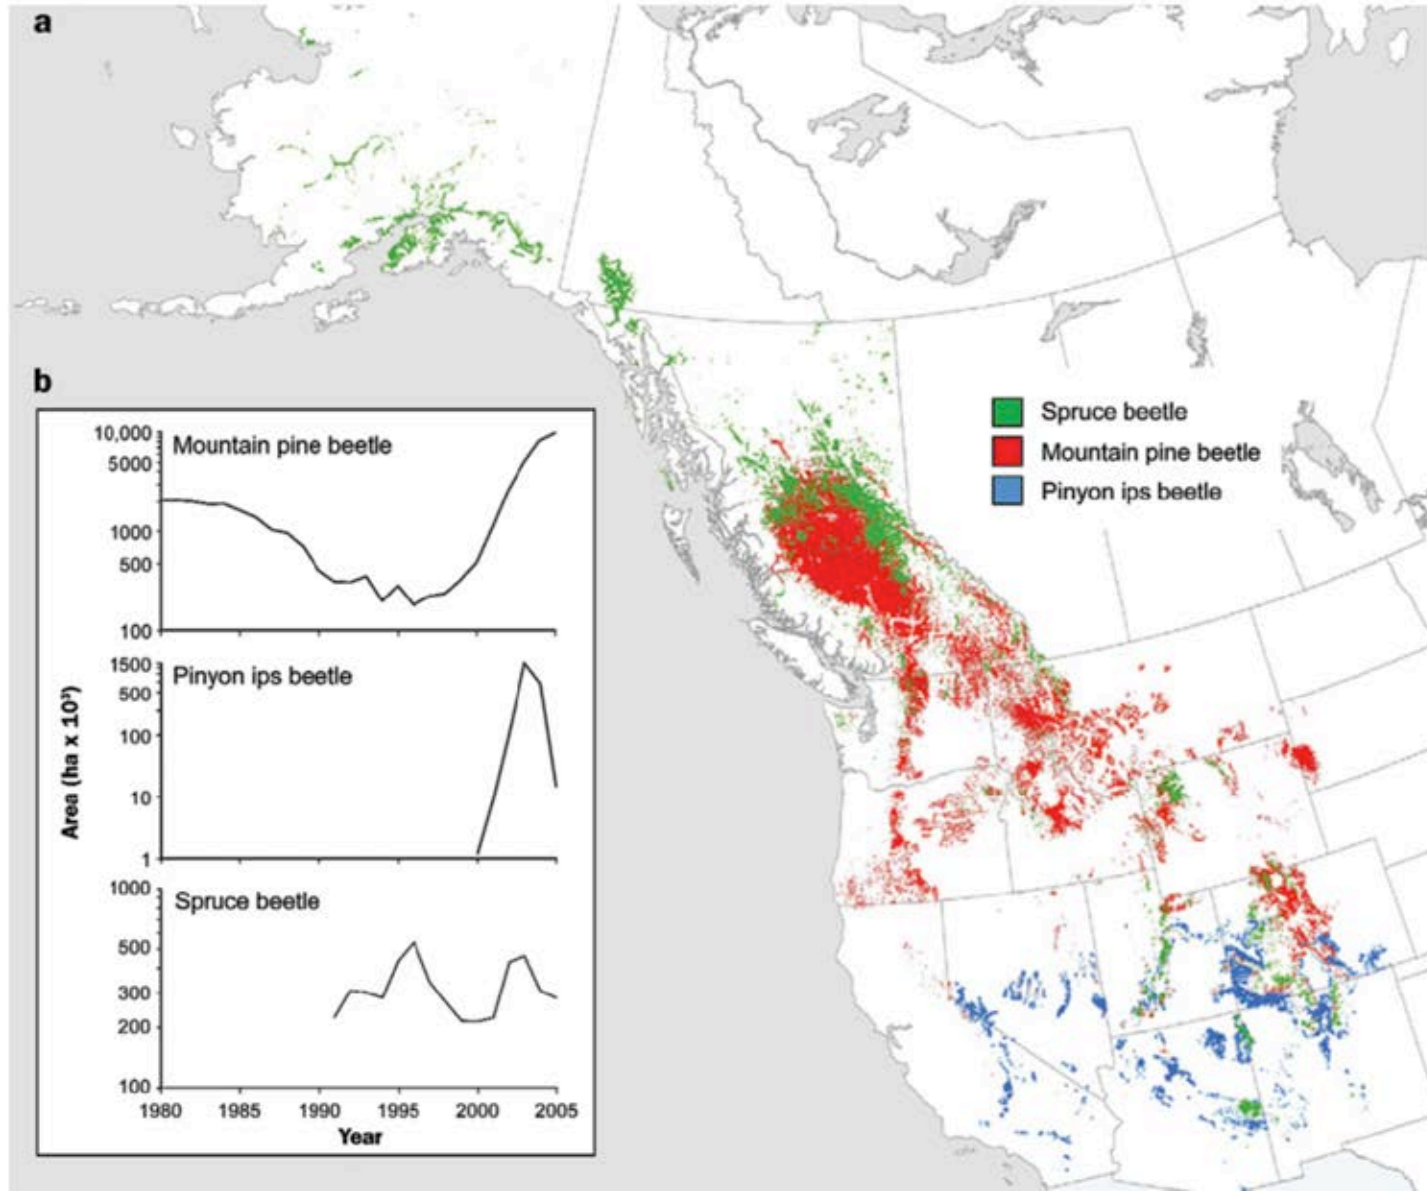 a
Spruce beetle
Mountain pine beetle
Pinyon ips beetle
b
Area (ha x 10³)
Mountain pine beetle
10,000
5000
1000
500
100
Pinyon ips beetle
1500
500
100
10
1
Spruce beetle
1000
500
300
200
100
1980 1985 1990 1995 2000 2005
Year